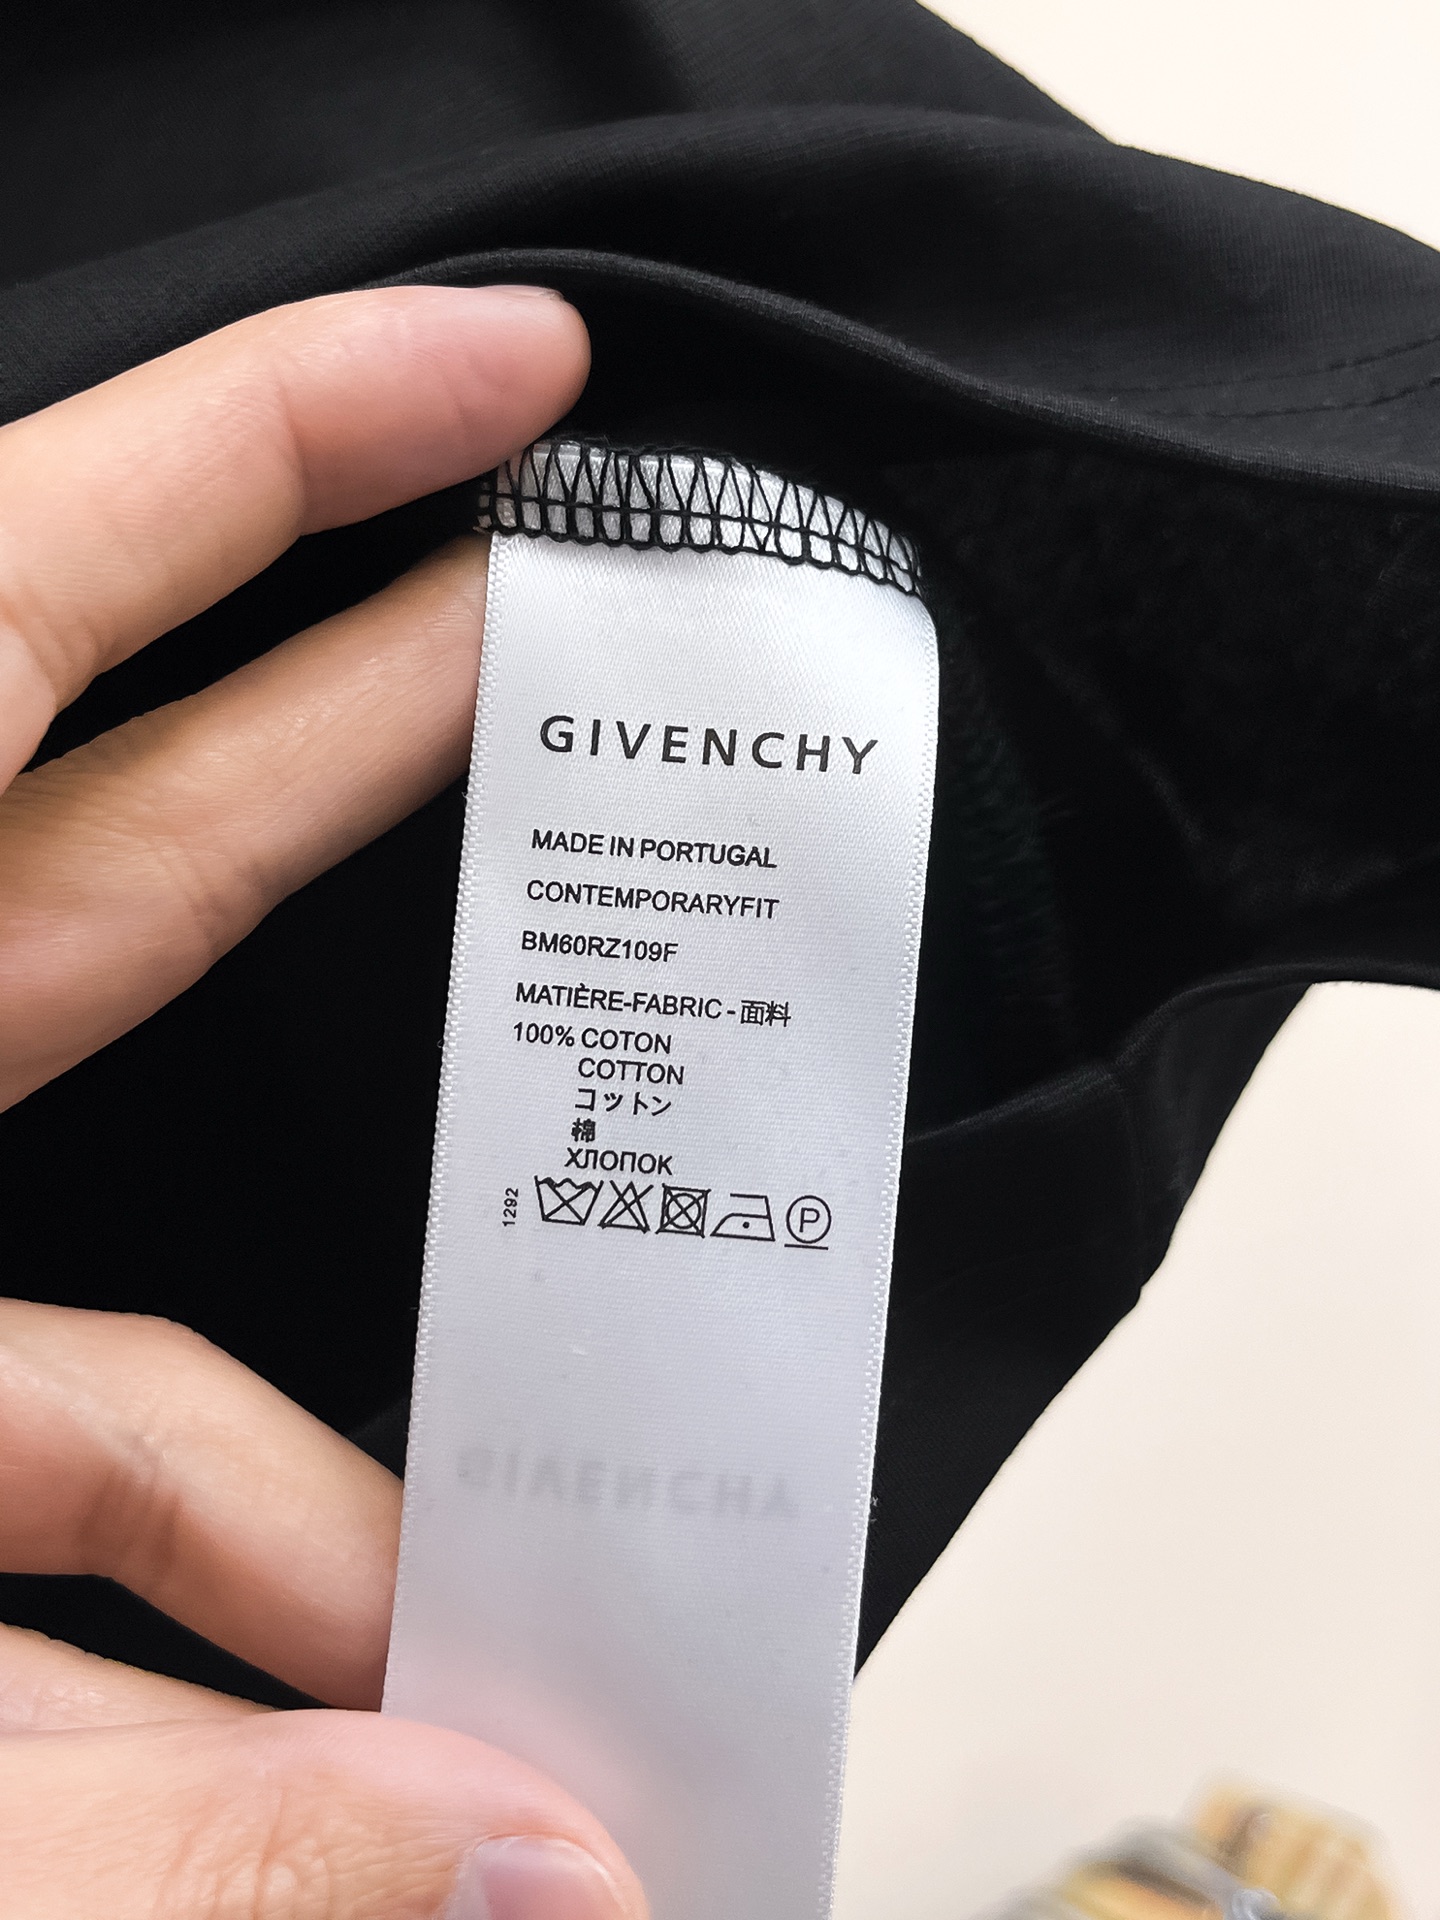 GIVENCHY
MADE IN PORTUGAL
CONTEMPORARYFIT
BM60RZ109F
MATIÈRE-FABRIC - 面料
100% COTON
COTTON
コットン
棉
ХЛОПОК
1292
P
GIVENCHY